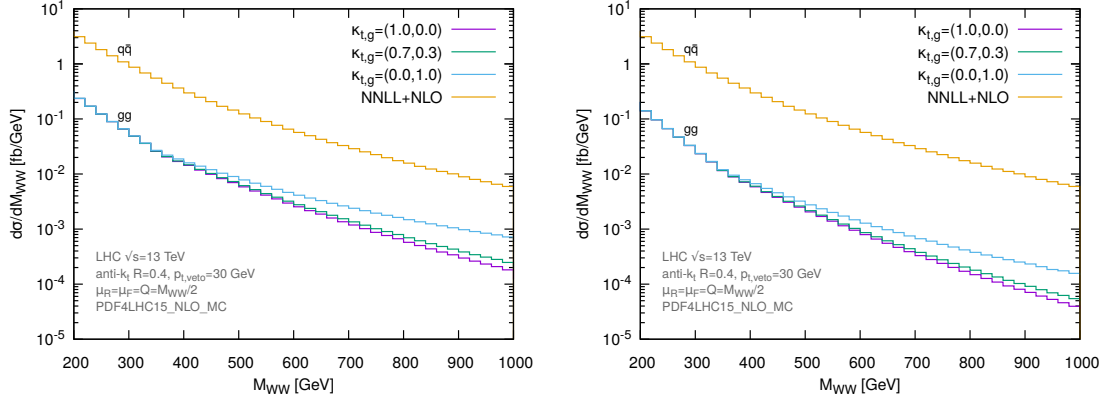 dσ/dM_WW [fb/GeV]
10
1
10^-1
10^-2
10^-3
10^-4
10^-5
qq̄
gg
κ_t,g=(1.0,0.0)
κ_t,g=(0.7,0.3)
κ_t,g=(0.0,1.0)
NNLL+NLO
LHC √s=13 TeV
anti-k_t R=0.4, p_t,veto=30 GeV
μ_R=μ_F=Q=M_WW/2
PDF4LHC15_NLO_MC
200 300 400 500 600 700 800 900 1000
M_WW [GeV]
dσ/dM_WW [fb/GeV]
10
1
10^-1
10^-2
10^-3
10^-4
10^-5
qq̄
gg
κ_t,g=(1.0,0.0)
κ_t,g=(0.7,0.3)
κ_t,g=(0.0,1.0)
NNLL+NLO
LHC √s=13 TeV
anti-k_t R=0.4, p_t,veto=30 GeV
μ_R=μ_F=Q=M_WW/2
PDF4LHC15_NLO_MC
200 300 400 500 600 700 800 900 1000
M_WW [GeV]